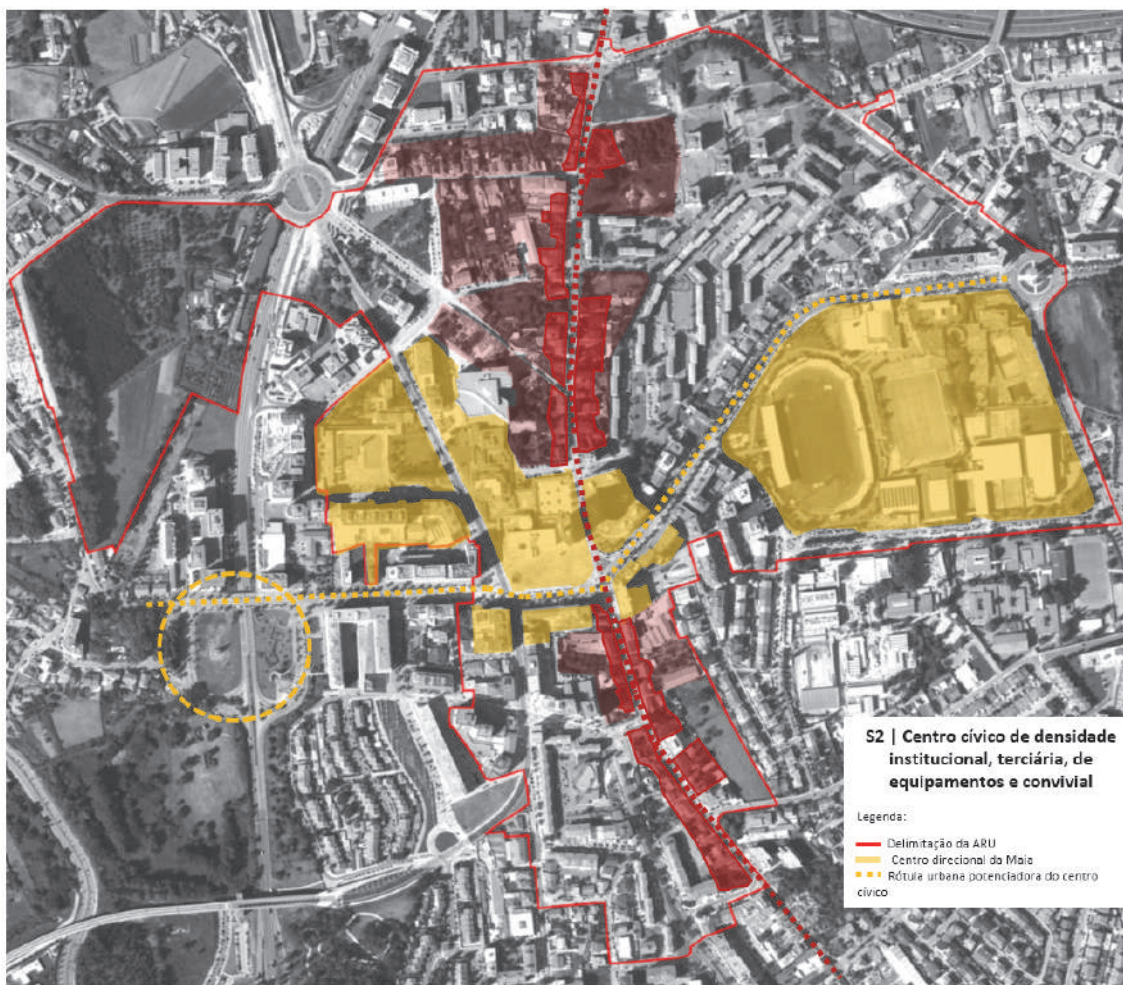 S2 | Centro cívico de densidade
institucional, terciária, de
equipamentos e convivial
Legenda:
Delimitação da ARU
Centro direcional da Maia
Rótula urbana potenciadora do centro
cívico